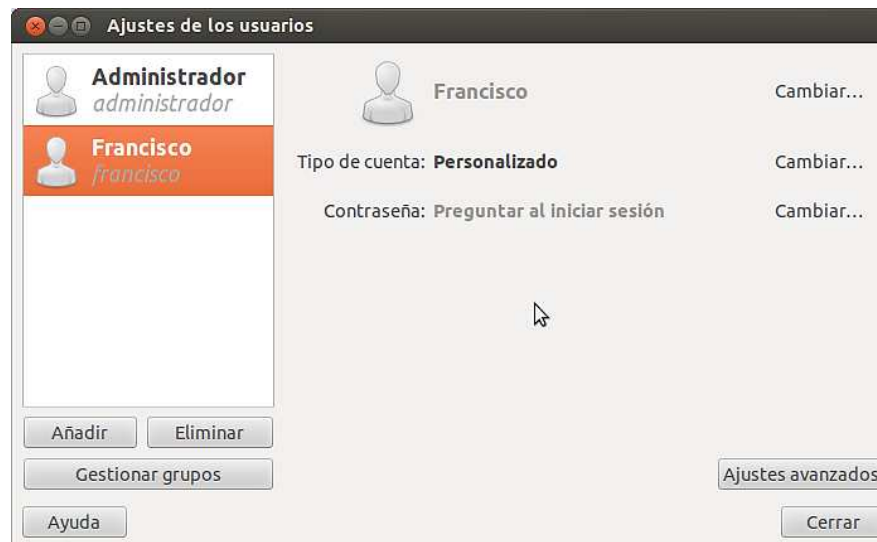 Ajustes de los usuarios
Administrador
administrador
Francisco
francisco
Francisco Cambiar...
Tipo de cuenta: Personalizado Cambiar...
Contraseña: Preguntar al iniciar sesión Cambiar...
Añadir Eliminar
Gestionar grupos Ajustes avanzados
Ayuda Cerrar